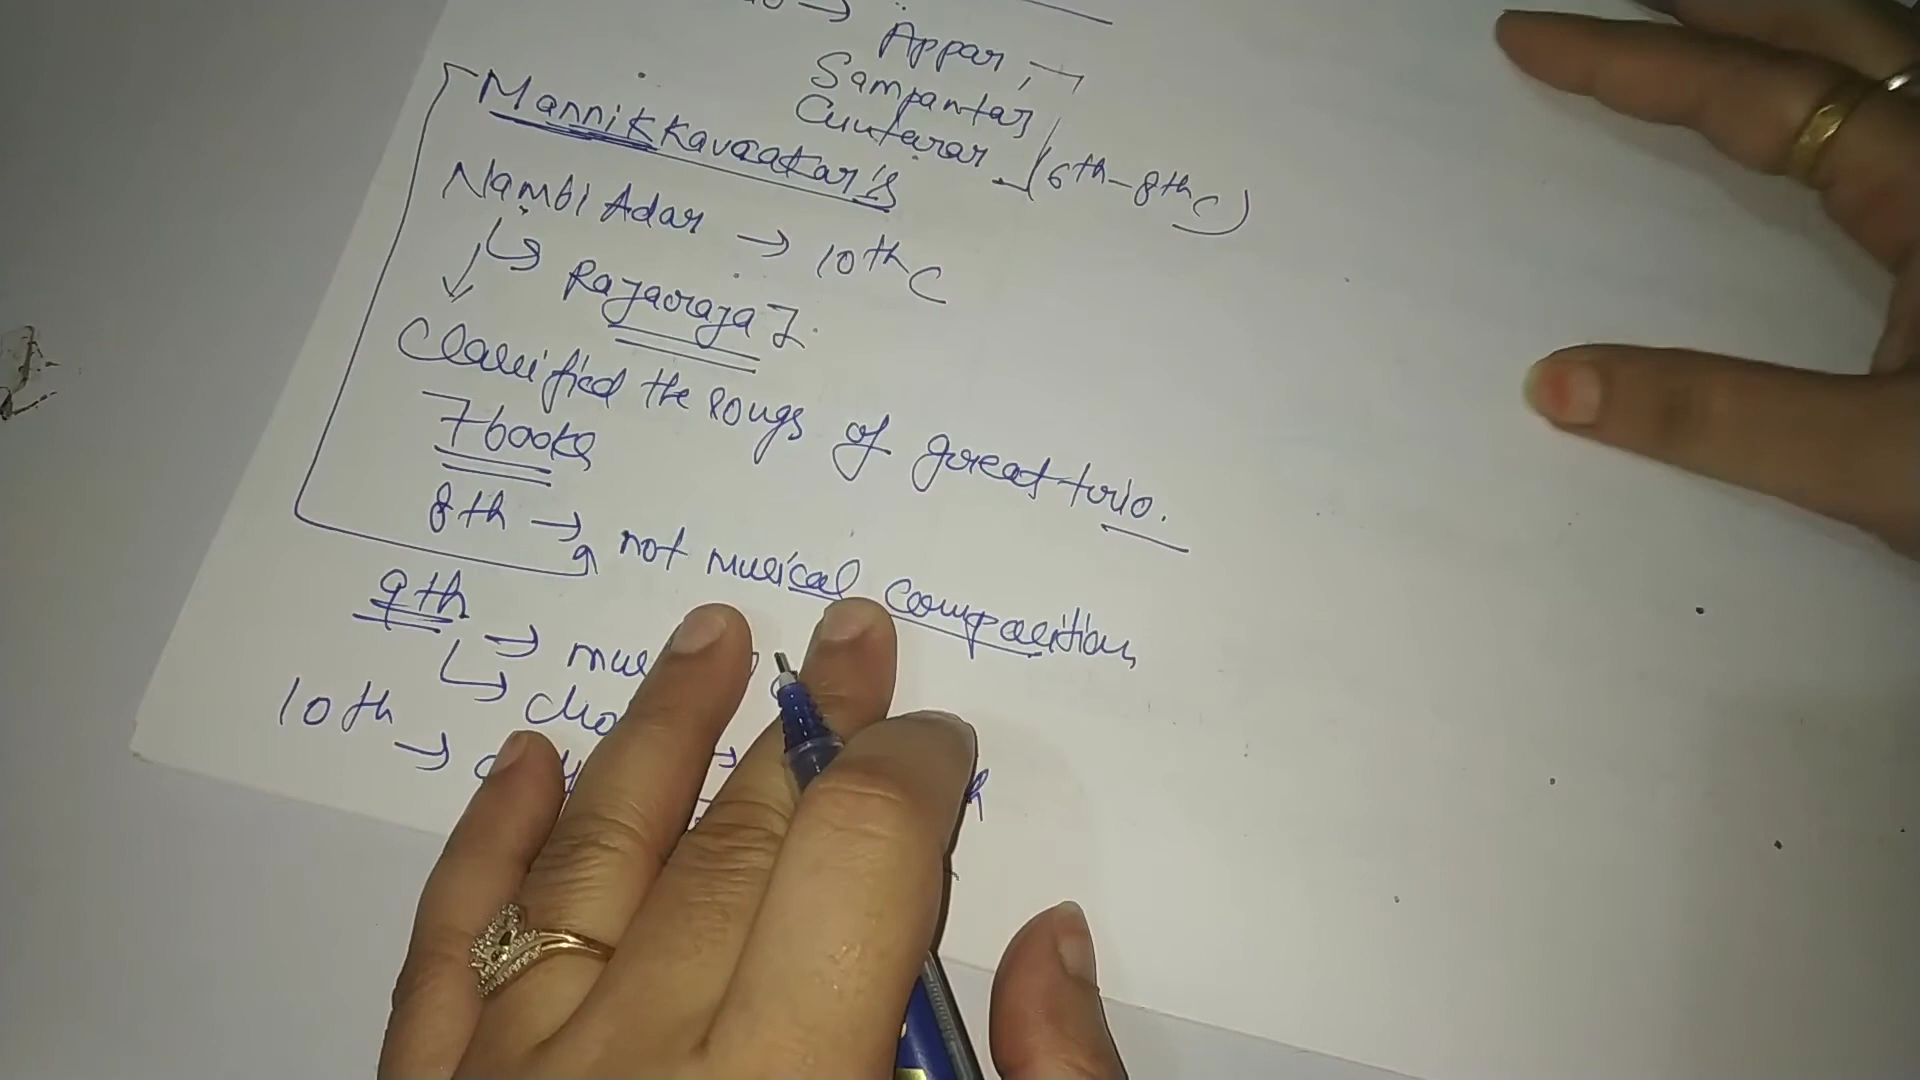 → Appar,
Sampantar
Cuntarar (6th-8th C)
Mannikkavaakar's
Nambi Adar → 10th C
↳ Rajaraja I.
Classified the songs of great trio.
7 books
8th → not musical composition
9th → 
10th →